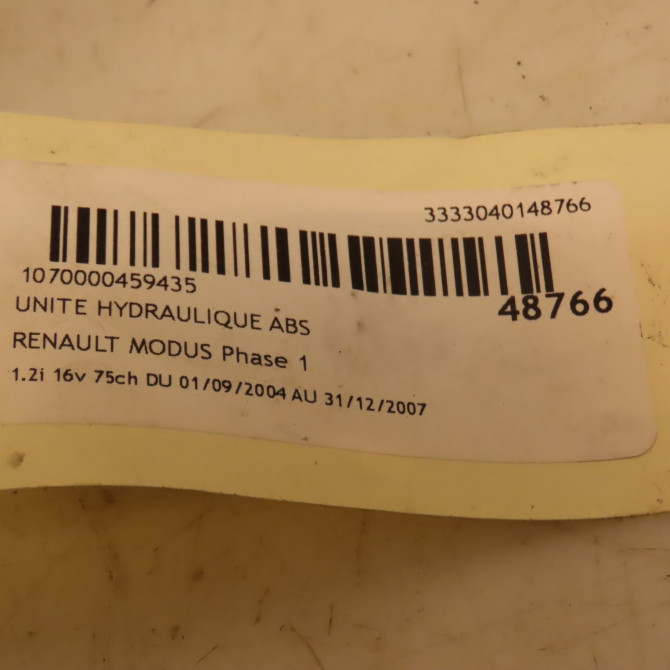 3333040148766
1070000459435
48766
UNITE HYDRAULIQUE ABS
RENAULT MODUS Phase 1
1.2i 16v 75ch DU 01/09/2004 AU 31/12/2007